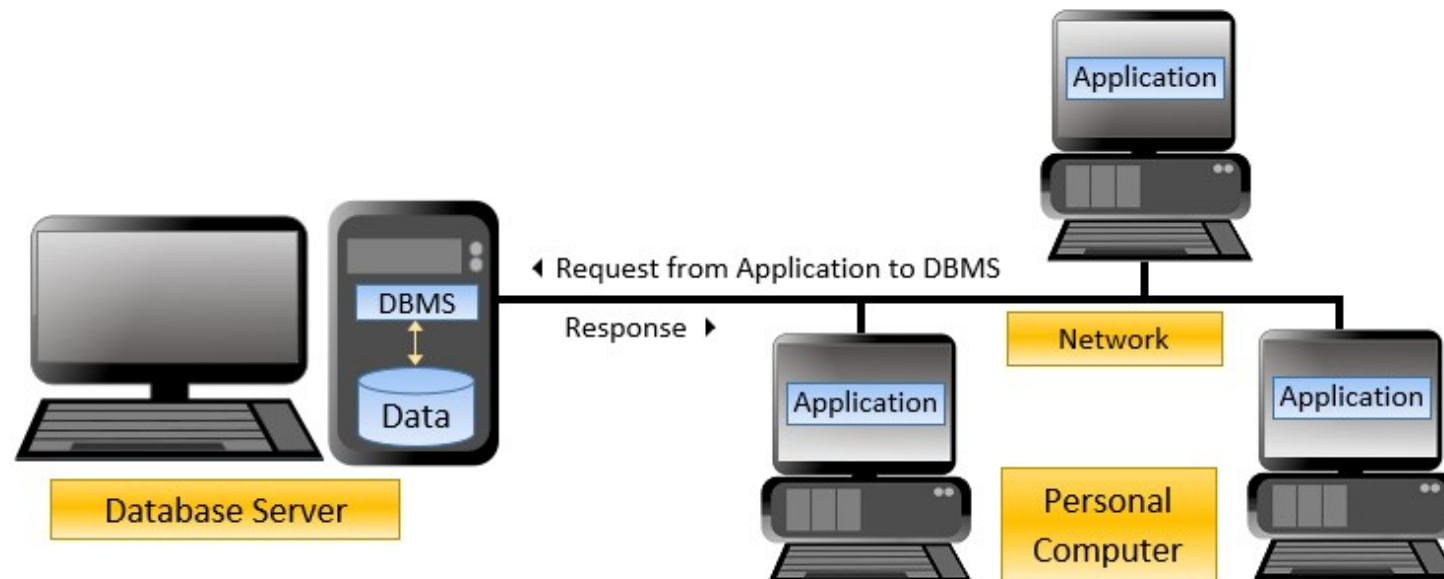 Application
◀ Request from Application to DBMS
DBMS
Response ▶
Network
Data
Application
Application
Database Server
Personal
Computer